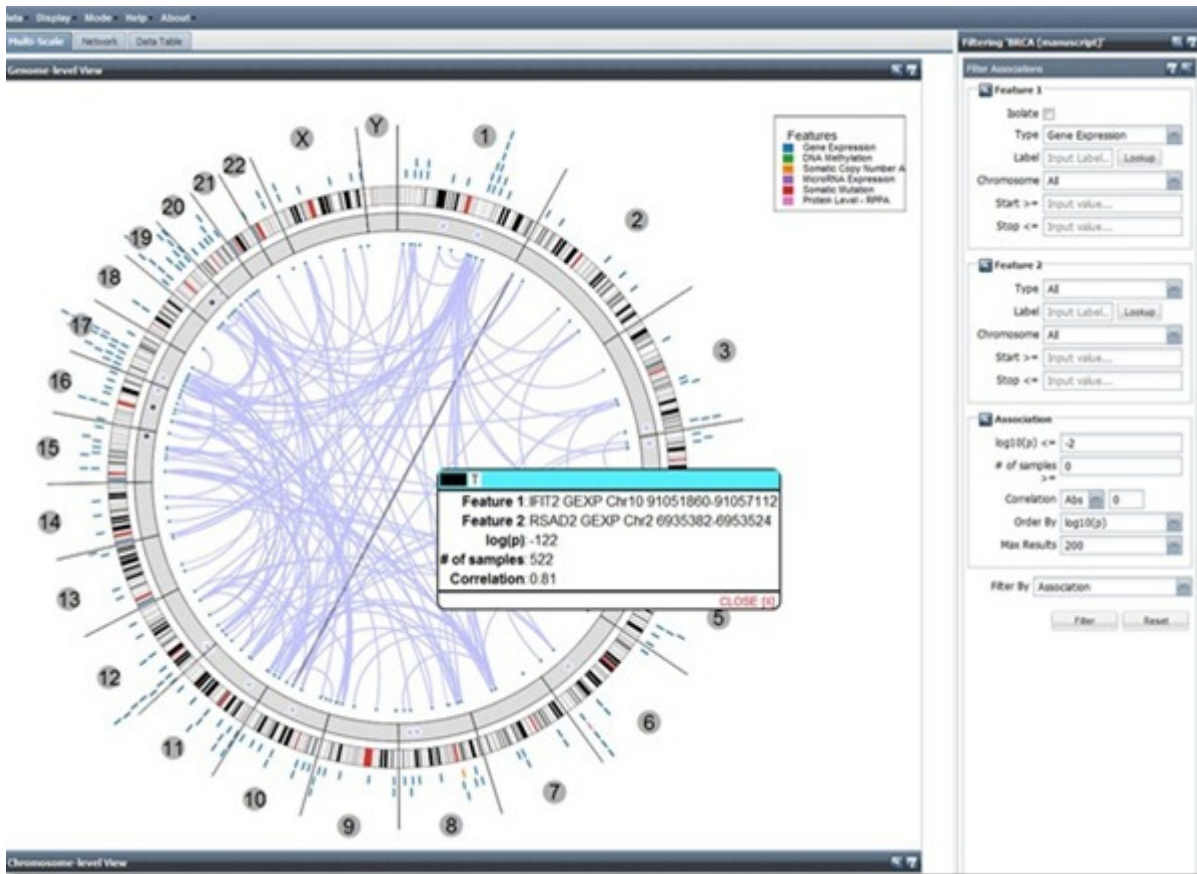 Display Mode Help About
Multi-Scale Network Data Table
Genome-level View
Features
Gene Expression
DNA Methylation
Somatic Copy Number A
MicroRNA Expression
Somatic Mutation
Protein Level - RPPA
X Y 1
22
21
20
19
18
17
16
15
14
13
12
11
10
9
8
7
6
5
3
2
T
Feature 1: IFIT2 GEXP Chr10 91051860-91057112
Feature 2: RSAD2 GEXP Chr2 6935382-6953524
log(p): -122
# of samples: 522
Correlation: 0.81
CLOSE [X]
Chromosome-level View
Filtering 'BRCA (manuscript)'
Filter Associations
Feature 1
Isolate
Type Gene Expression
Label Input Label... Lookup
Chromosome All
Start >= Input value....
Stop <= Input value....
Feature 2
Type All
Label Input Label... Lookup
Chromosome All
Start >= Input value....
Stop <= Input value....
Association
log10(p) <= -2
# of samples 0
>=
Correlation Abs 0
Order By log10(p)
Max Results 200
Filter By Association
Filter Reset